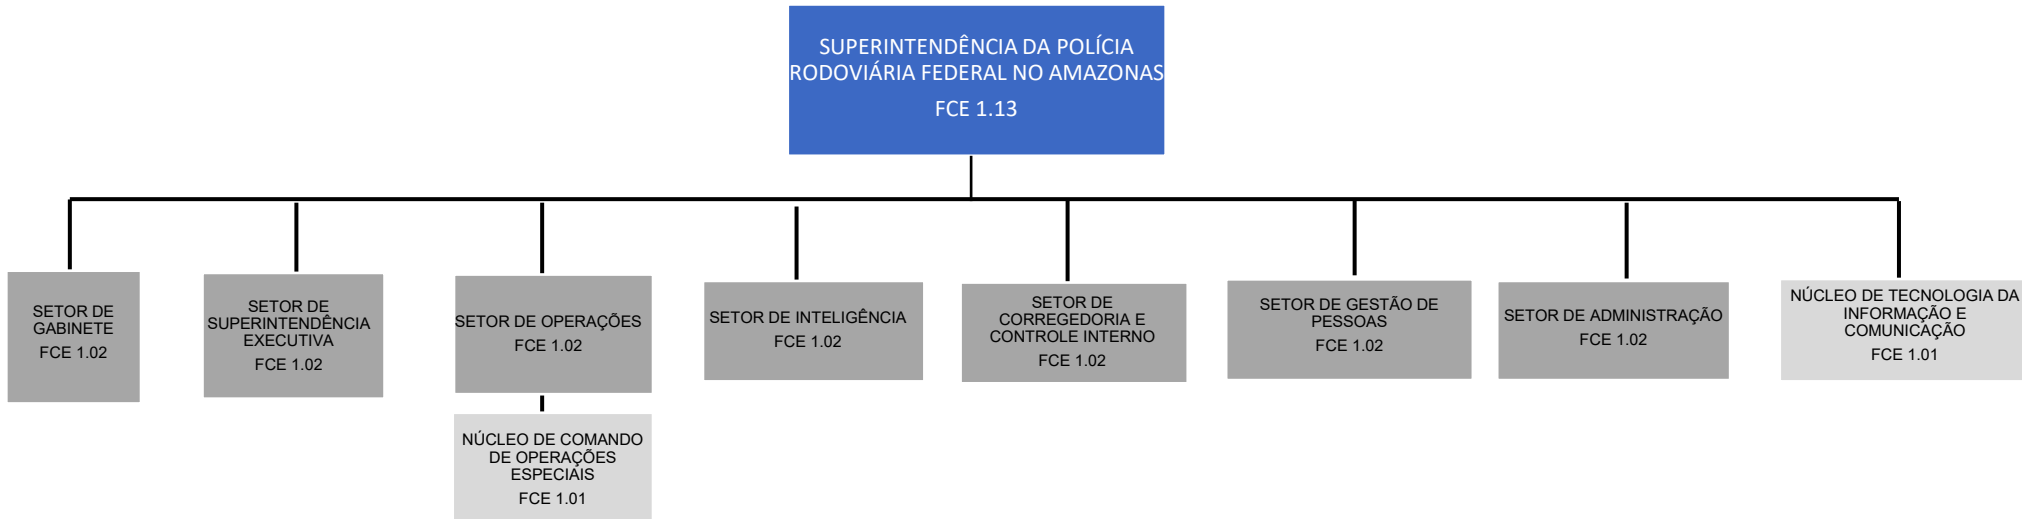 SUPERINTENDÊNCIA DA POLÍCIA
RODOVIÁRIA FEDERAL NO AMAZONAS
FCE 1.13
SETOR DE
GABINETE
FCE 1.02
SETOR DE
SUPERINTENDÊNCIA
EXECUTIVA
FCE 1.02
SETOR DE OPERAÇÕES
FCE 1.02
SETOR DE INTELIGÊNCIA
FCE 1.02
SETOR DE
CORREGEDORIA E
CONTROLE INTERNO
FCE 1.02
SETOR DE GESTÃO DE
PESSOAS
FCE 1.02
SETOR DE ADMINISTRAÇÃO
FCE 1.02
NÚCLEO DE TECNOLOGIA DA
INFORMAÇÃO E
COMUNICAÇÃO
FCE 1.01
NÚCLEO DE COMANDO
DE OPERAÇÕES
ESPECIAIS
FCE 1.01